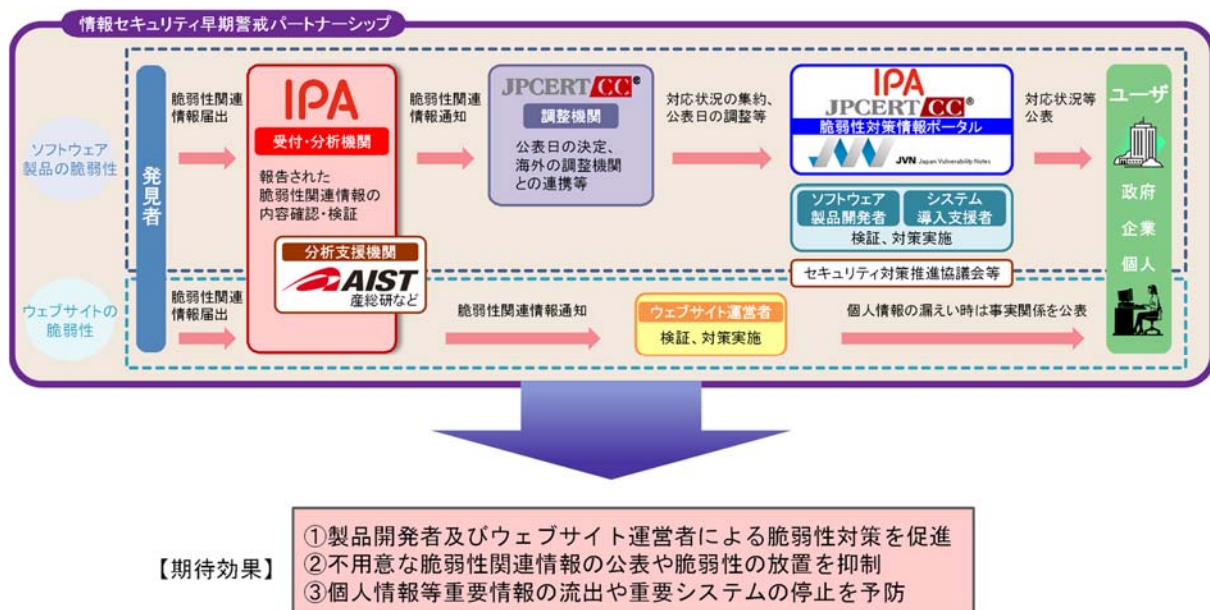 情報セキュリティ早期警戒パートナーシップ
ソフトウェア
製品の脆弱性
発見者
脆弱性関連
情報届出
IPA
受付・分析機関
報告された
脆弱性関連情報の
内容確認・検証
分析支援機関
AIST
産総研など
脆弱性関連
情報通知
JPCERT CC®
調整機関
公表日の決定、
海外の調整機関
との連携等
対応状況の集約、
公表日の調整等
IPA
JPCERT CC®
脆弱性対策情報ポータル
JVN Japan Vulnerability Notes
ソフトウェア
製品開発者
システム
導入支援者
検証、対策実施
セキュリティ対策推進協議会等
対応状況等
公表
ユーザ
政府
企業
個人
ウェブサイトの
脆弱性
脆弱性関連
情報届出
脆弱性関連情報通知
ウェブサイト運営者
検証、対策実施
個人情報の漏えい時は事実関係を公表
【期待効果】
①製品開発者及びウェブサイト運営者による脆弱性対策を促進
②不用意な脆弱性関連情報の公表や脆弱性の放置を抑制
③個人情報等重要情報の流出や重要システムの停止を予防